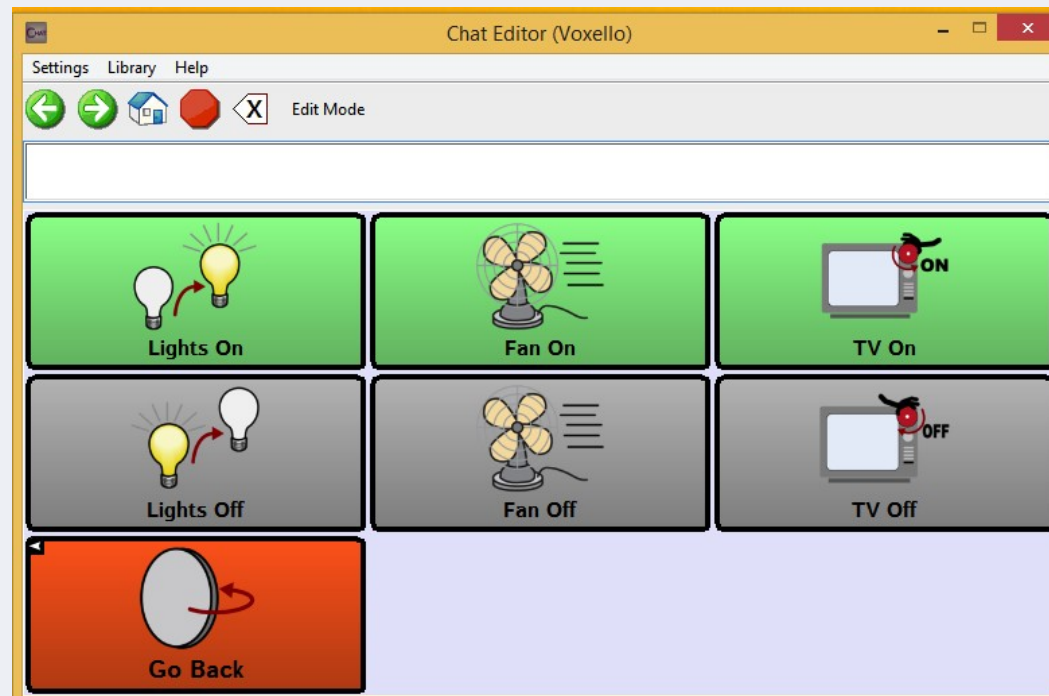 CHAT
Chat Editor (Voxello)
Settings Library Help
X Edit Mode
ON
Lights On Fan On TV On
OFF
Lights Off Fan Off TV Off
Go Back